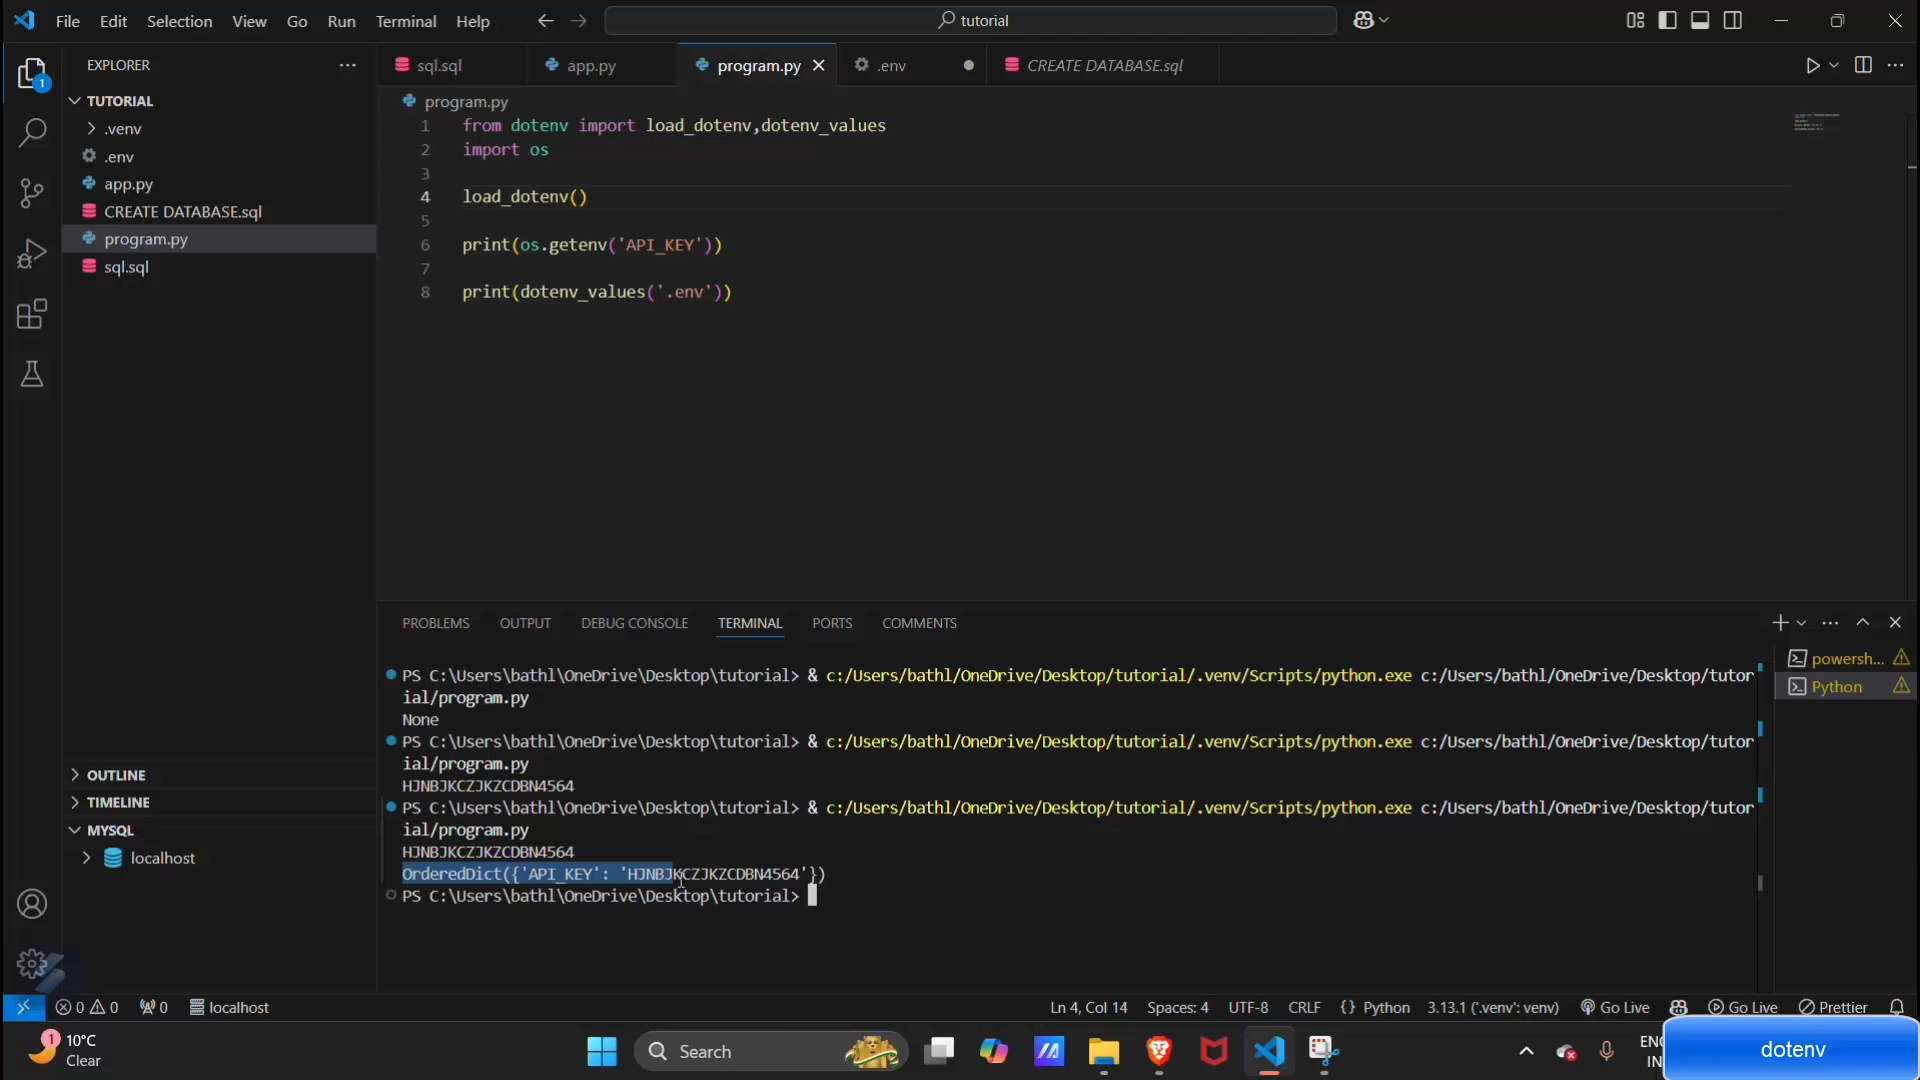 File Edit Selection View Go Run Terminal Help
tutorial
EXPLORER
1
TUTORIAL
.venv
.env
app.py
CREATE DATABASE.sql
program.py
sql.sql
OUTLINE
TIMELINE
MYSQL
localhost
sql.sql app.py program.py .env CREATE DATABASE.sql
program.py
1 from dotenv import load_dotenv,dotenv_values
2 import os
3
4 load_dotenv()
5
6 print(os.getenv('API_KEY'))
7
8 print(dotenv_values('.env'))
PROBLEMS OUTPUT DEBUG CONSOLE TERMINAL PORTS COMMENTS
PS C:\Users\bathl\OneDrive\Desktop\tutorial> & c:/Users/bathl/OneDrive/Desktop/tutorial/.venv/Scripts/python.exe c:/Users/bathl/OneDrive/Desktop/tutor
ial/program.py
None
PS C:\Users\bathl\OneDrive\Desktop\tutorial> & c:/Users/bathl/OneDrive/Desktop/tutorial/.venv/Scripts/python.exe c:/Users/bathl/OneDrive/Desktop/tutor
ial/program.py
HJNBJKCZJKZCDBN4564
PS C:\Users\bathl\OneDrive\Desktop\tutorial> & c:/Users/bathl/OneDrive/Desktop/tutorial/.venv/Scripts/python.exe c:/Users/bathl/OneDrive/Desktop/tutor
ial/program.py
HJNBJKCZJKZCDBN4564
OrderedDict({'API_KEY': 'HJNBJKCZJKZCDBN4564'})
PS C:\Users\bathl\OneDrive\Desktop\tutorial>
powersh...
Python
0 0 0 localhost Ln 4, Col 14 Spaces: 4 UTF-8 CRLF {} Python 3.13.1 ('.venv': venv) Go Live Go Live Prettier
1
10°C
Clear
Search
dotenv